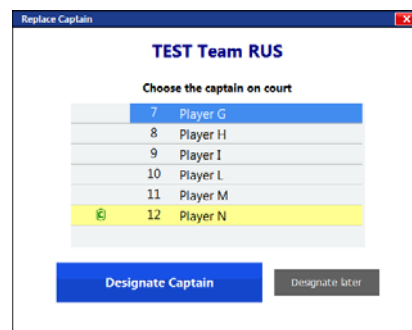 Replace Captain
TEST Team RUS
Choose the captain on court
7 Player G
8 Player H
9 Player I
10 Player L
11 Player M
12 Player N
Designate Captain Designate later